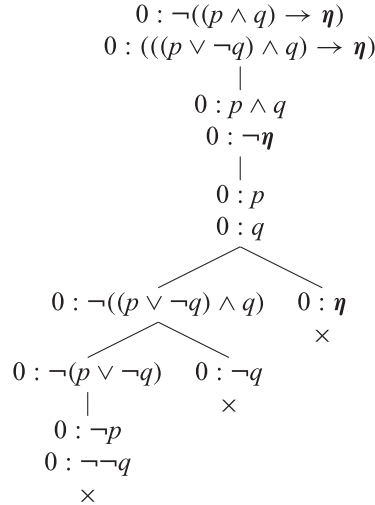 0 : ¬((p ∧ q) → η)
0 : (((p ∨ ¬q) ∧ q) → η)
0 : p ∧ q
0 : ¬η
0 : p
0 : q
0 : ¬((p ∨ ¬q) ∧ q) 0 : η
×
0 : ¬(p ∨ ¬q) 0 : ¬q
×
0 : ¬p
0 : ¬¬q
×